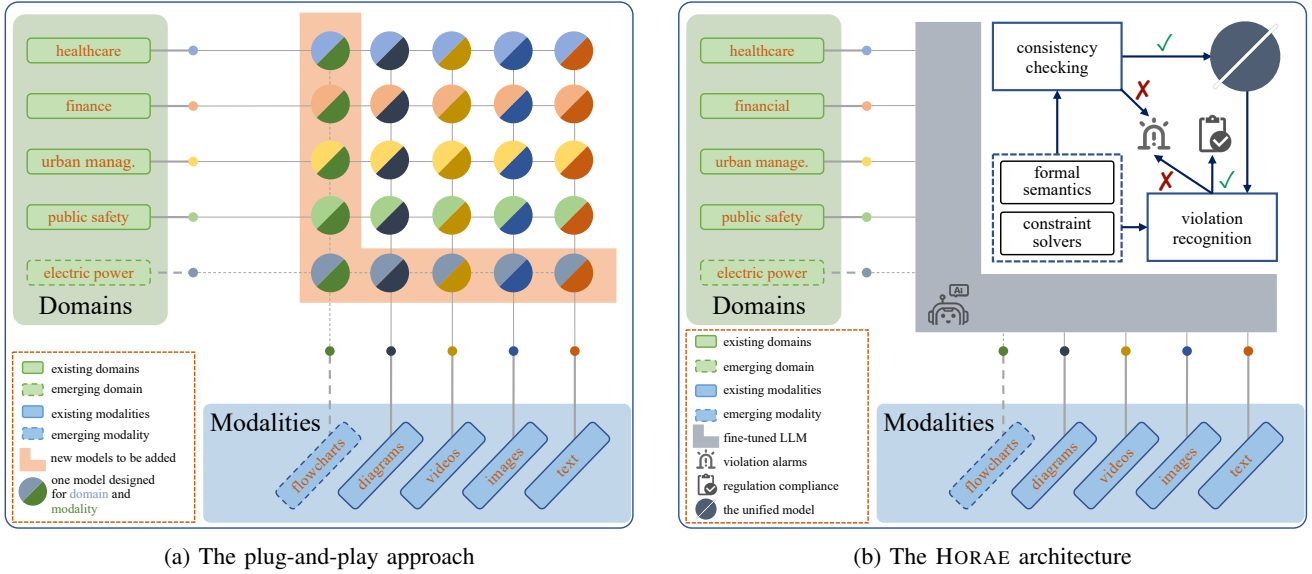 healthcare
finance
urban manag.
public safety
electric power
Domains
existing domains
emerging domain
existing modalities
emerging modality
new models to be added
one model designed
for domain and
modality
Modalities
flowcharts
diagrams
videos
images
text
(a) The plug-and-play approach
healthcare
financial
urban manage.
public safety
electric power
Domains
consistency
checking
formal
semantics
constraint
solvers
violation
recognition
Ai
existing domains
emerging domain
existing modalities
emerging modality
fine-tuned LLM
violation alarms
regulation compliance
the unified model
Modalities
flowcharts
diagrams
videos
images
text
(b) The HORAE architecture